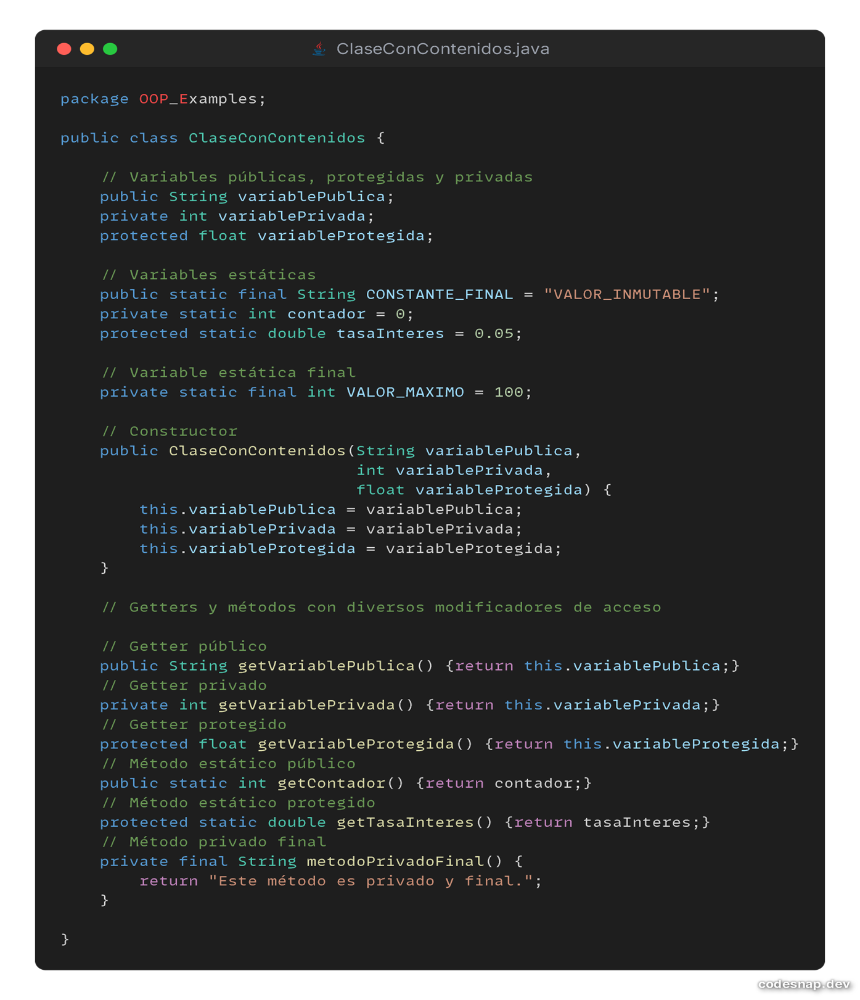 ClaseConContenidos.java
package OOP_Examples;
public class ClaseConContenidos {
// Variables públicas, protegidas y privadas
public String variablePublica;
private int variablePrivada;
protected float variableProtegida;
// Variables estáticas
public static final String CONSTANTE_FINAL = "VALOR_INMUTABLE";
private static int contador = 0;
protected static double tasaInteres = 0.05;
// Variable estática final
private static final int VALOR_MAXIMO = 100;
// Constructor
public ClaseConContenidos(String variablePublica,
int variablePrivada,
float variableProtegida) {
this.variablePublica = variablePublica;
this.variablePrivada = variablePrivada;
this.variableProtegida = variableProtegida;
}
// Getters y métodos con diversos modificadores de acceso
// Getter público
public String getVariablePublica() {return this.variablePublica;}
// Getter privado
private int getVariablePrivada() {return this.variablePrivada;}
// Getter protegido
protected float getVariableProtegida() {return this.variableProtegida;}
// Método estático público
public static int getContador() {return contador;}
// Método estático protegido
protected static double getTasaInteres() {return tasaInteres;}
// Método privado final
private final String metodoPrivadoFinal() {
return "Este método es privado y final.";
}
}
codesnap.dev